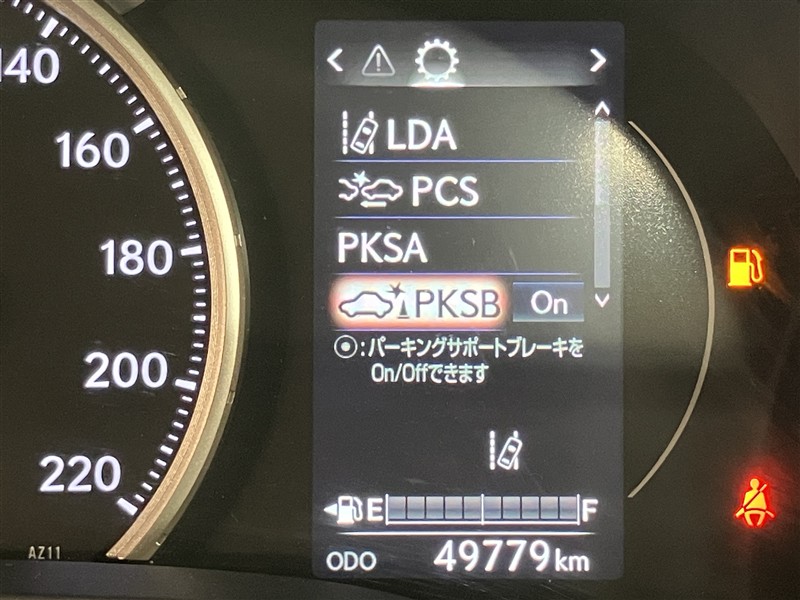 140
160
180
200
220
AZ11
LDA
PCS
PKSA
PKSB On
⦿:パーキングサポートブレーキを
On/Offできます
E F
ODO 49779km